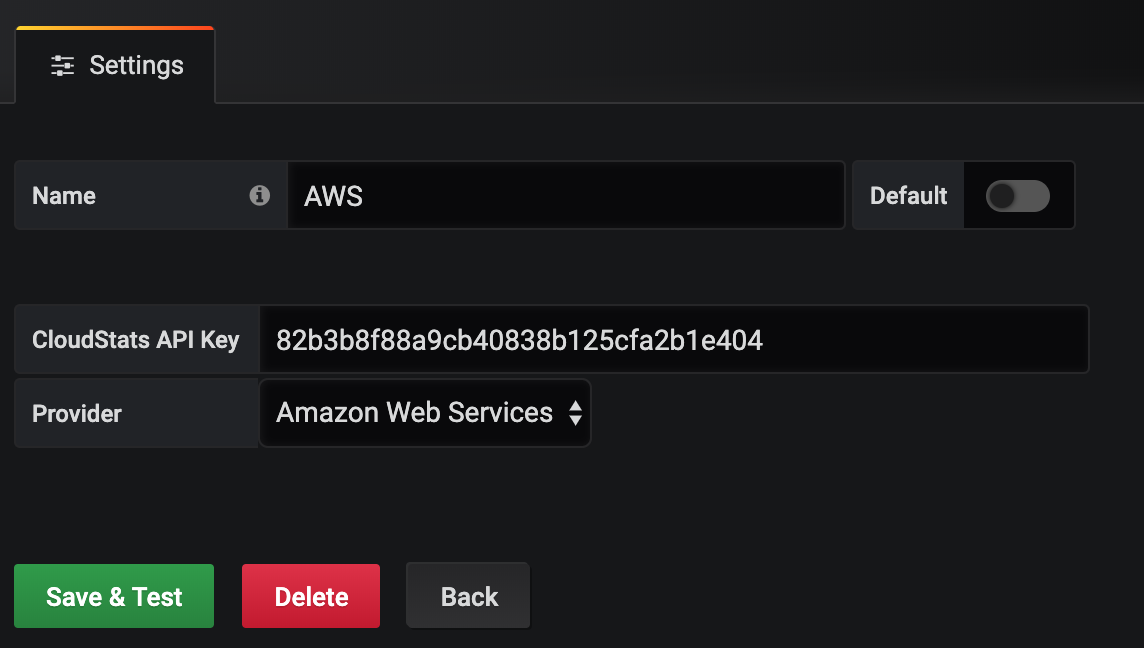 Settings
Name AWS Default
CloudStats API Key 82b3b8f88a9cb40838b125cfa2b1e404
Provider Amazon Web Services
Save & Test Delete Back